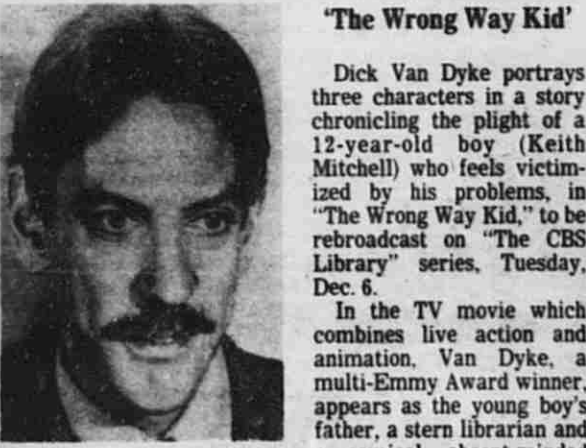 'The Wrong Way Kid'
Dick Van Dyke portrays
three characters in a story
chronicling the plight of a
12-year-old boy (Keith
Mitchell) who feels victim-
ized by his problems, in
"The Wrong Way Kid," to be
rebroadcast on "The CBS
Library" series, Tuesday,
Dec. 6.
In the TV movie which
combines live action and
animation, Van Dyke, a
multi-Emmy Award winner,
appears as the young boy's
father, a stern librarian and